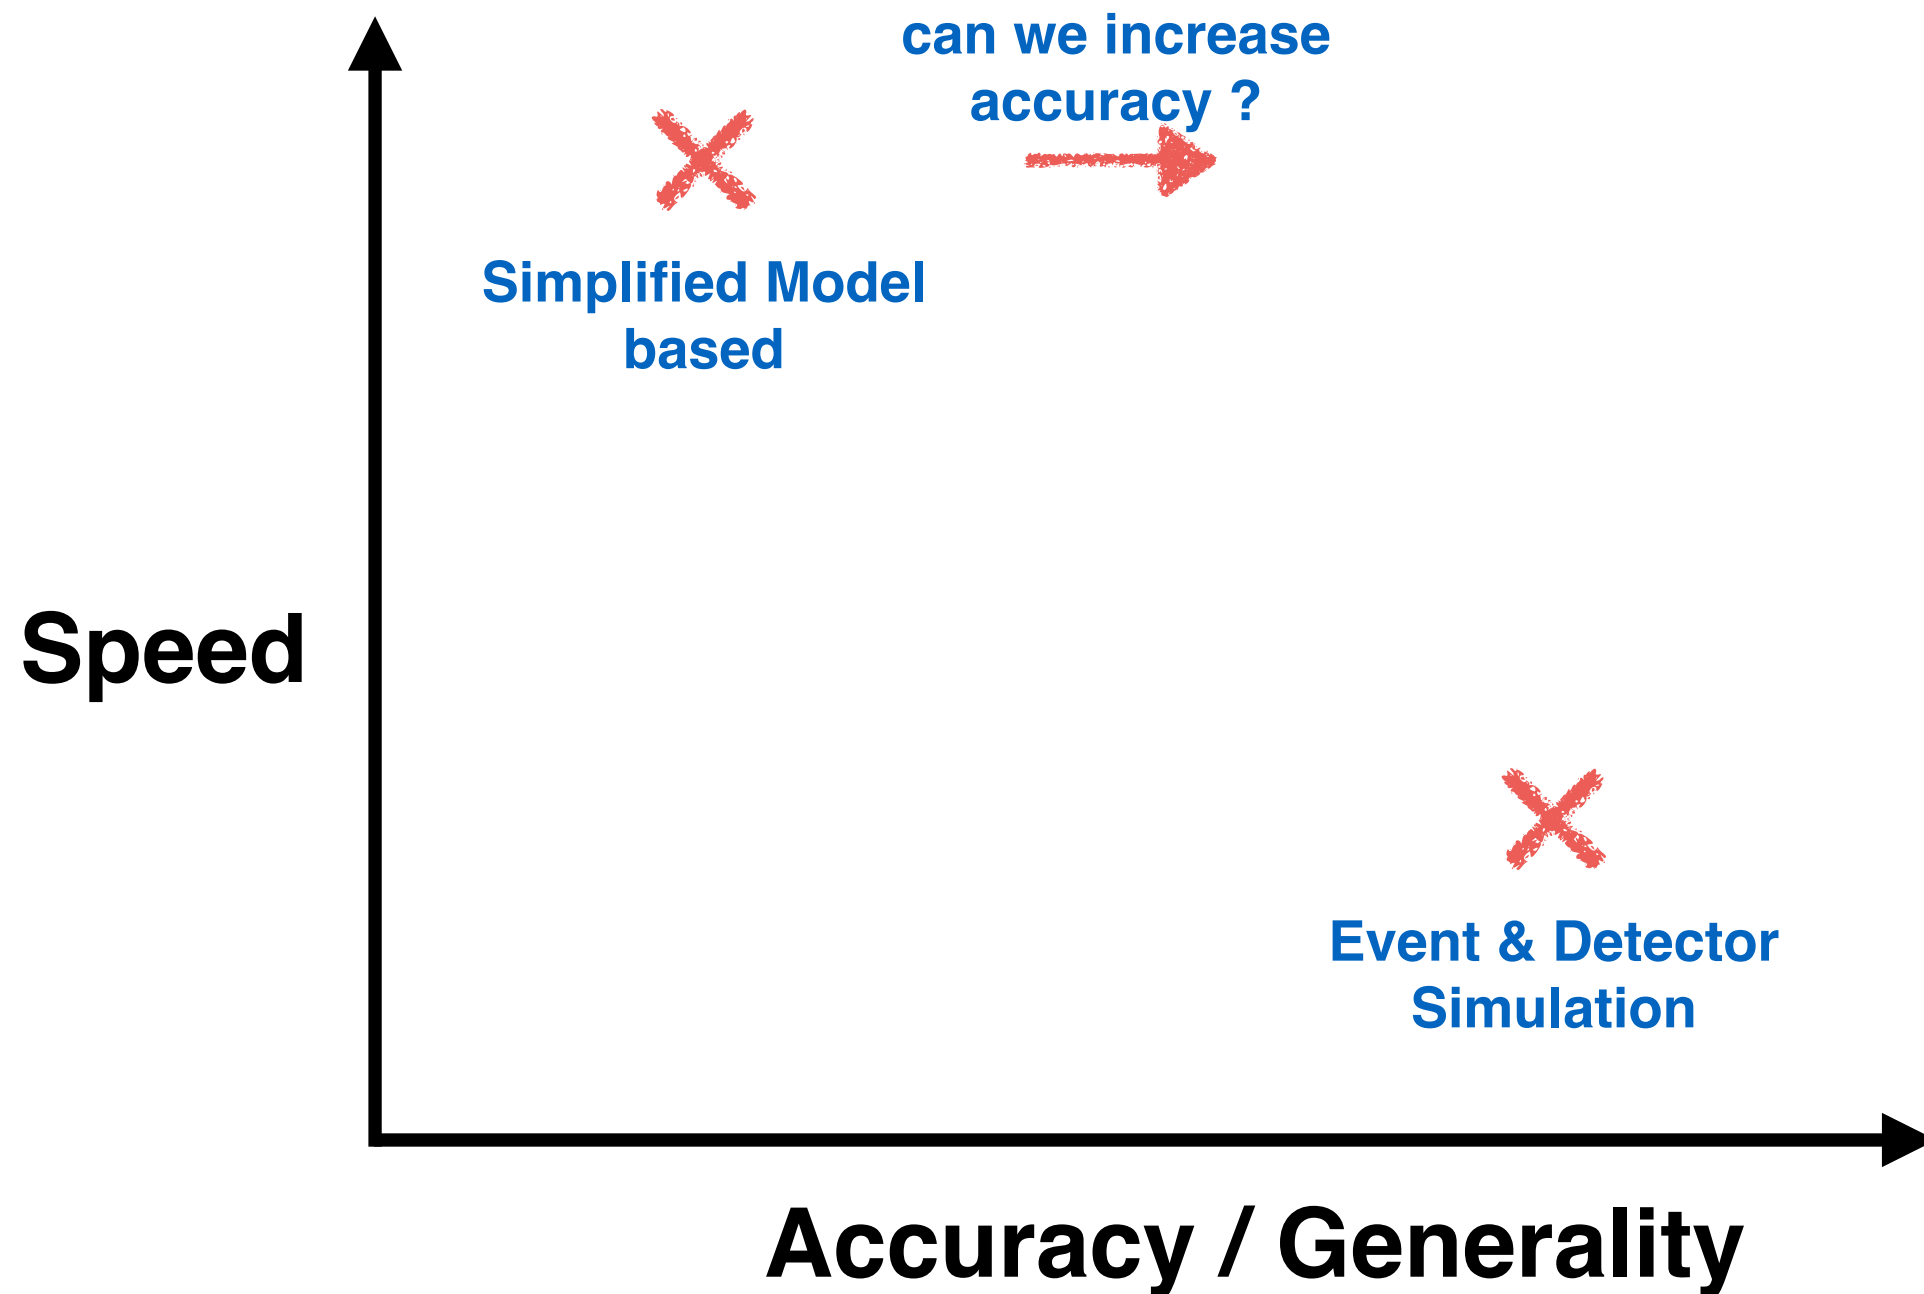 can we increase
accuracy ?
Simplified Model
based
Speed
Event & Detector
Simulation
Accuracy / Generality